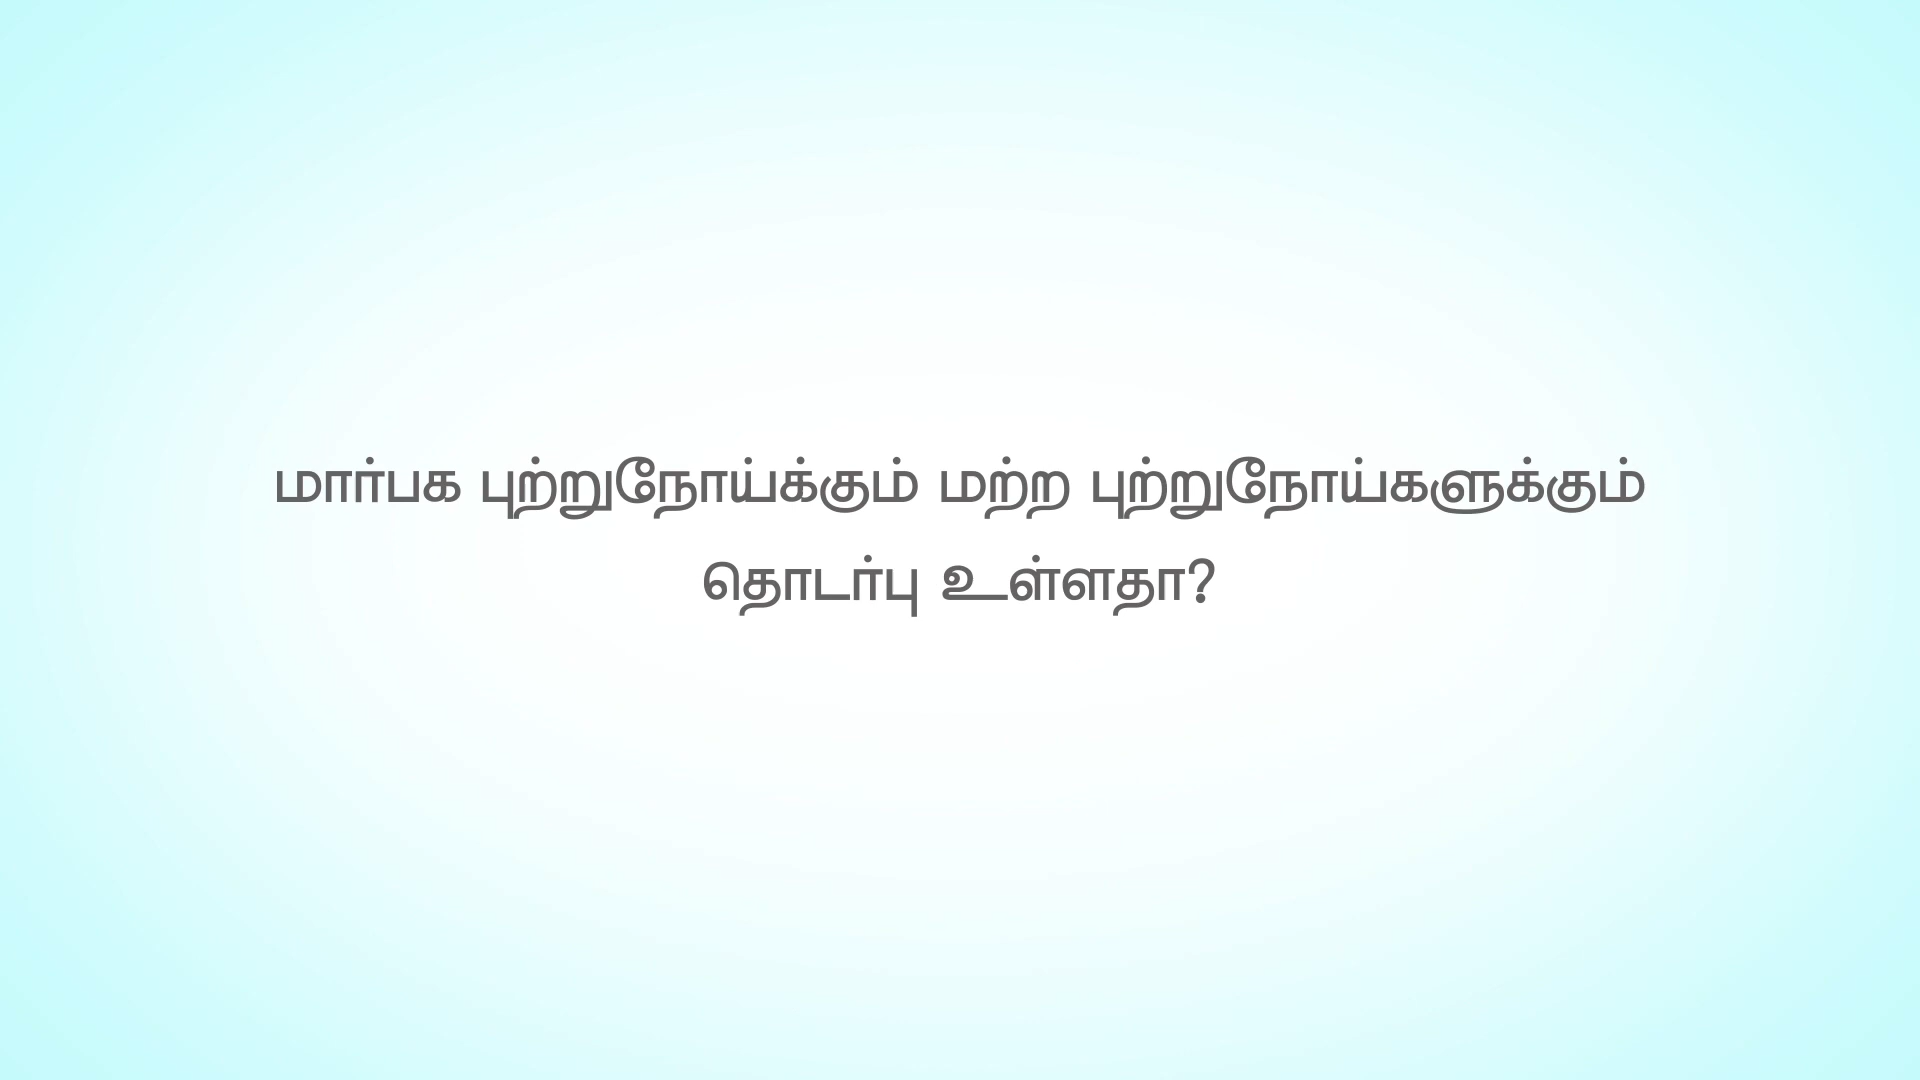 மார்பக புற்றுநோய்க்கும் மற்ற புற்றுநோய்களுக்கும்
தொடர்பு உள்ளதா?